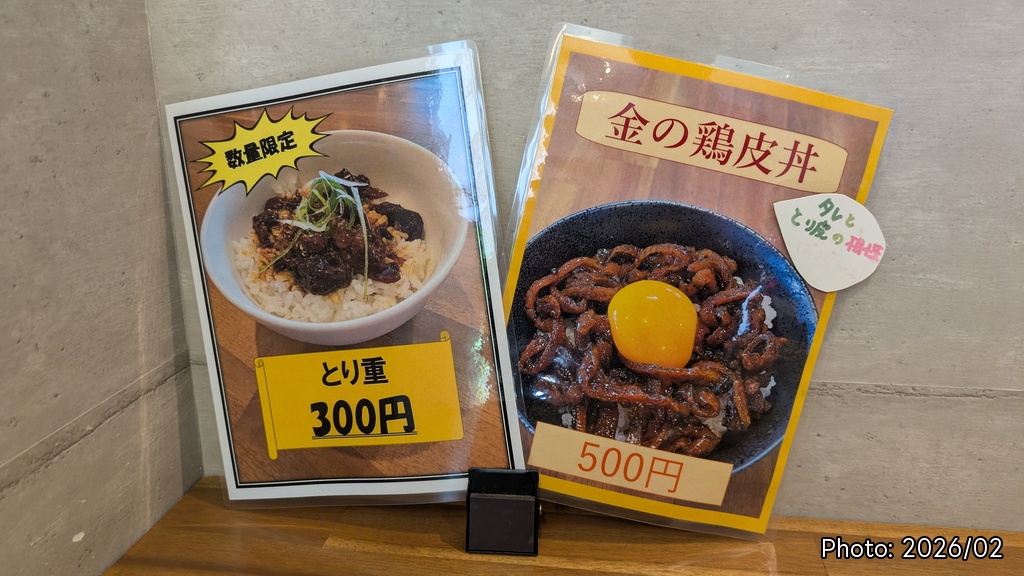 数量限定
とり重
300円
金の鶏皮丼
タレと
とり皮の相性
500円
Photo: 2026/02